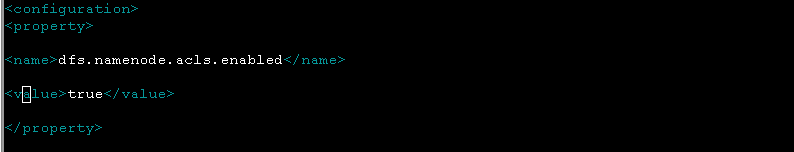 <configuration>
<property>
<name>dfs.namenode.acls.enabled</name>
<value>true</value>
</property>